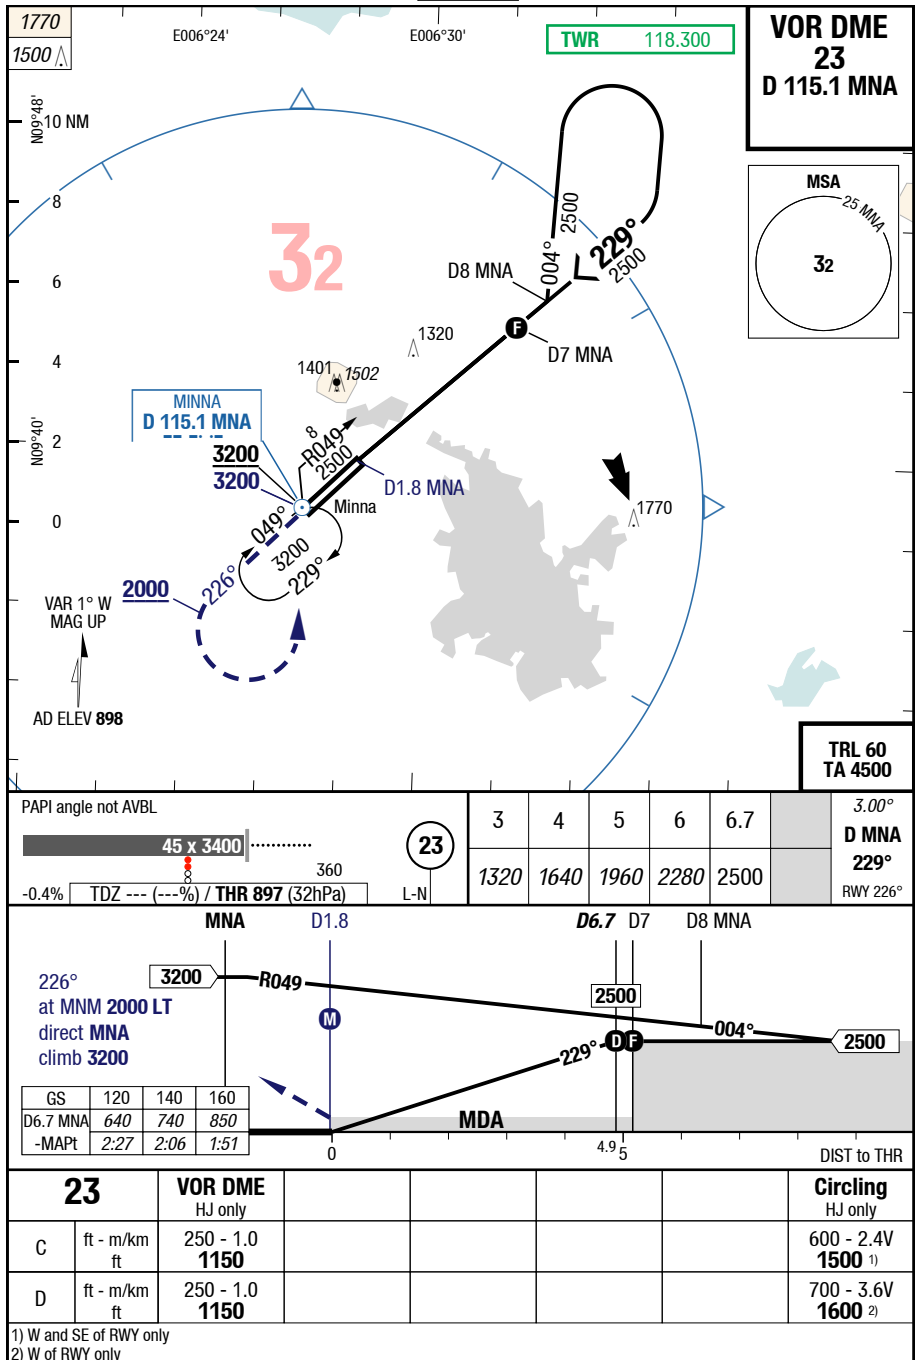 1770
1500
E006°24'
E006°30'
TWR 118.300
VOR DME
23
D 115.1 MNA
N09°48'
10 NM
8
6
4
2
0
N09°40'
MSA
25 MNA
32
32
2500
004°
229°
2500
D8 MNA
F
D7 MNA
1320
1401
1502
MINNA
D 115.1 MNA
3200
3200
8
R049
2500
D1.8 MNA
Minna
1770
049°
3200
229°
226°
2000
VAR 1° W
MAG UP
AD ELEV 898
TRL 60
TA 4500
PAPI angle not AVBL
45 x 3400
360
-0.4%
TDZ --- (---%) / THR 897 (32hPa)
23
L-N
3 4 5 6 6.7
1320 1640 1960 2280 2500
3.00°
D MNA
229°
RWY 226°
MNA D1.8 D6.7 D7 D8 MNA
226°
at MNM 2000 LT
direct MNA
climb 3200
3200
R049
M
2500
004°
D F
2500
229°
MDA
GS 120 140 160
D6.7 MNA 640 740 850
-MAPt 2:27 2:06 1:51
0
4.9 5
DIST to THR
23 VOR DME Circling
HJ only HJ only
C ft - m/km 250 - 1.0 600 - 2.4V
ft 1150 1500 1)
D ft - m/km 250 - 1.0 700 - 3.6V
ft 1150 1600 2)
1) W and SE of RWY only
2) W of RWY only